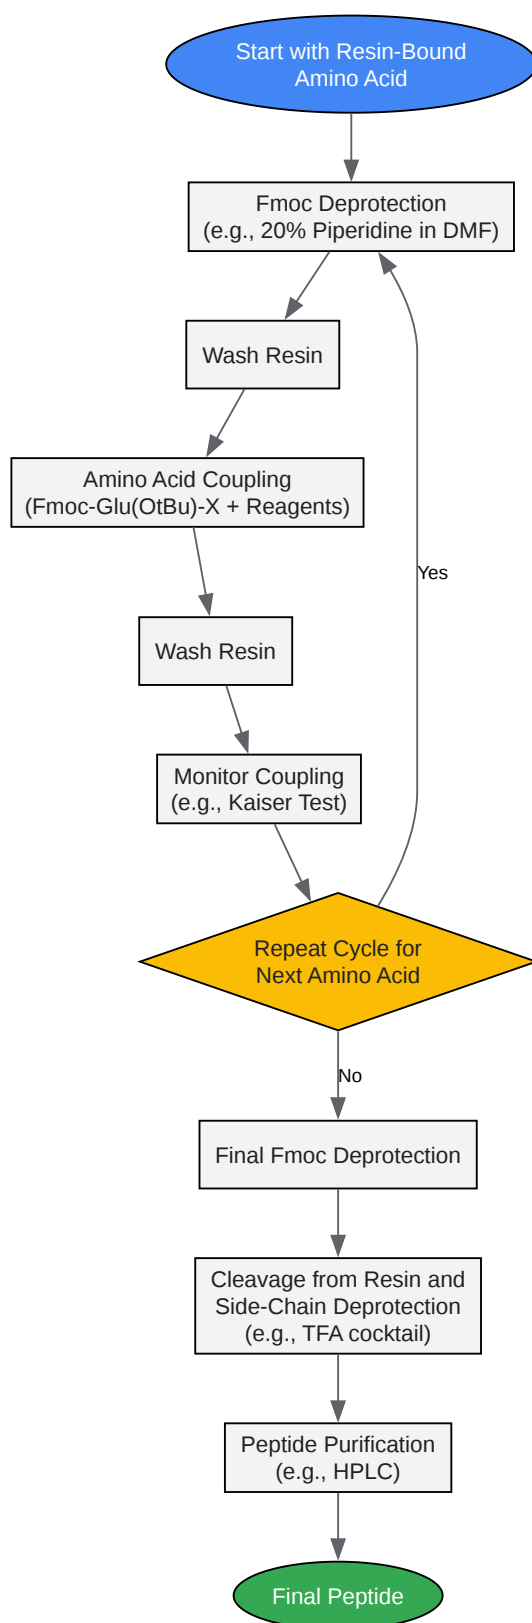 Start with Resin-Bound
Amino Acid
Fmoc Deprotection
(e.g., 20% Piperidine in DMF)
Wash Resin
Amino Acid Coupling
(Fmoc-Glu(OtBu)-X + Reagents)
Yes
Wash Resin
Monitor Coupling
(e.g., Kaiser Test)
Repeat Cycle for
Next Amino Acid
No
Final Fmoc Deprotection
Cleavage from Resin and
Side-Chain Deprotection
(e.g., TFA cocktail)
Peptide Purification
(e.g., HPLC)
Final Peptide